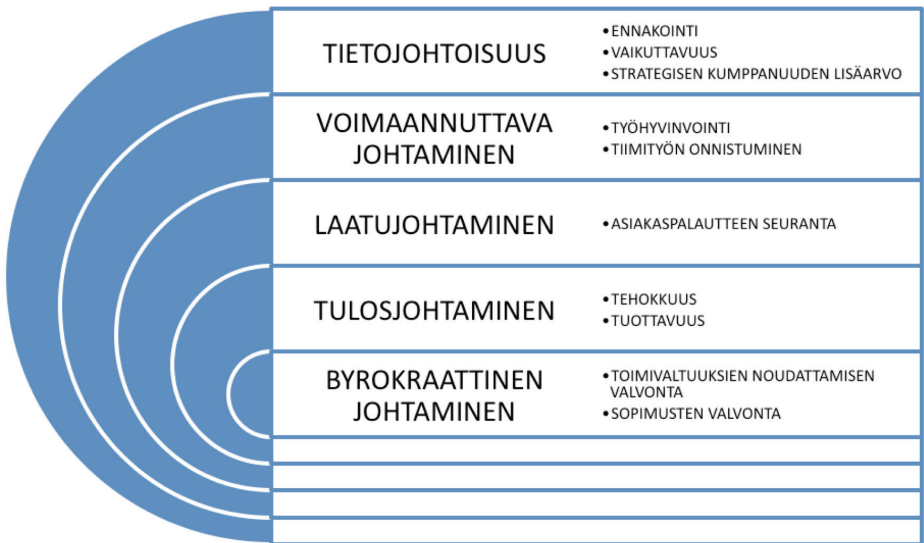 TIETOJOHTOISUUS
•ENNAKOINTI
•VAIKUTTAVUUS
•STRATEGISEN KUMPPANUUDEN LISÄARVO
VOIMAANNUTTAVA
JOHTAMINEN
•TYÖHYVINVOINTI
•TIIMITYÖN ONNISTUMINEN
LAATUJOHTAMINEN
•ASIAKASPALAUTTEEN SEURANTA
TULOSJOHTAMINEN
•TEHOKKUUS
•TUOTTAVUUS
BYROKRAATTINEN
JOHTAMINEN
•TOIMIVALTUUKSIEN NOUDATTAMISEN
VALVONTA
•SOPIMUSTEN VALVONTA